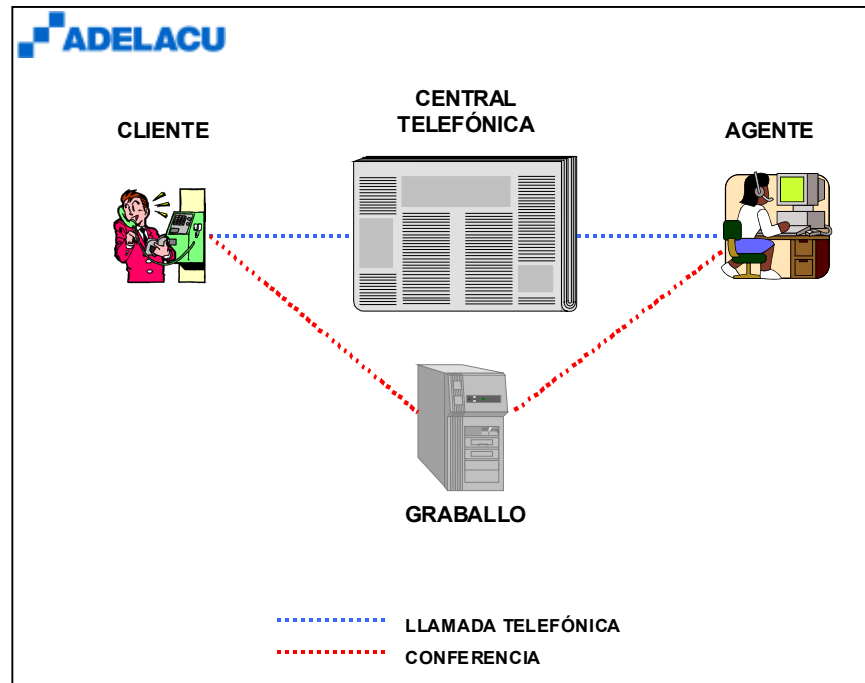 ADELACU
CENTRAL
TELEFÓNICA
CLIENTE
AGENTE
GRABALLO
LLAMADA TELEFÓNICA
CONFERENCIA